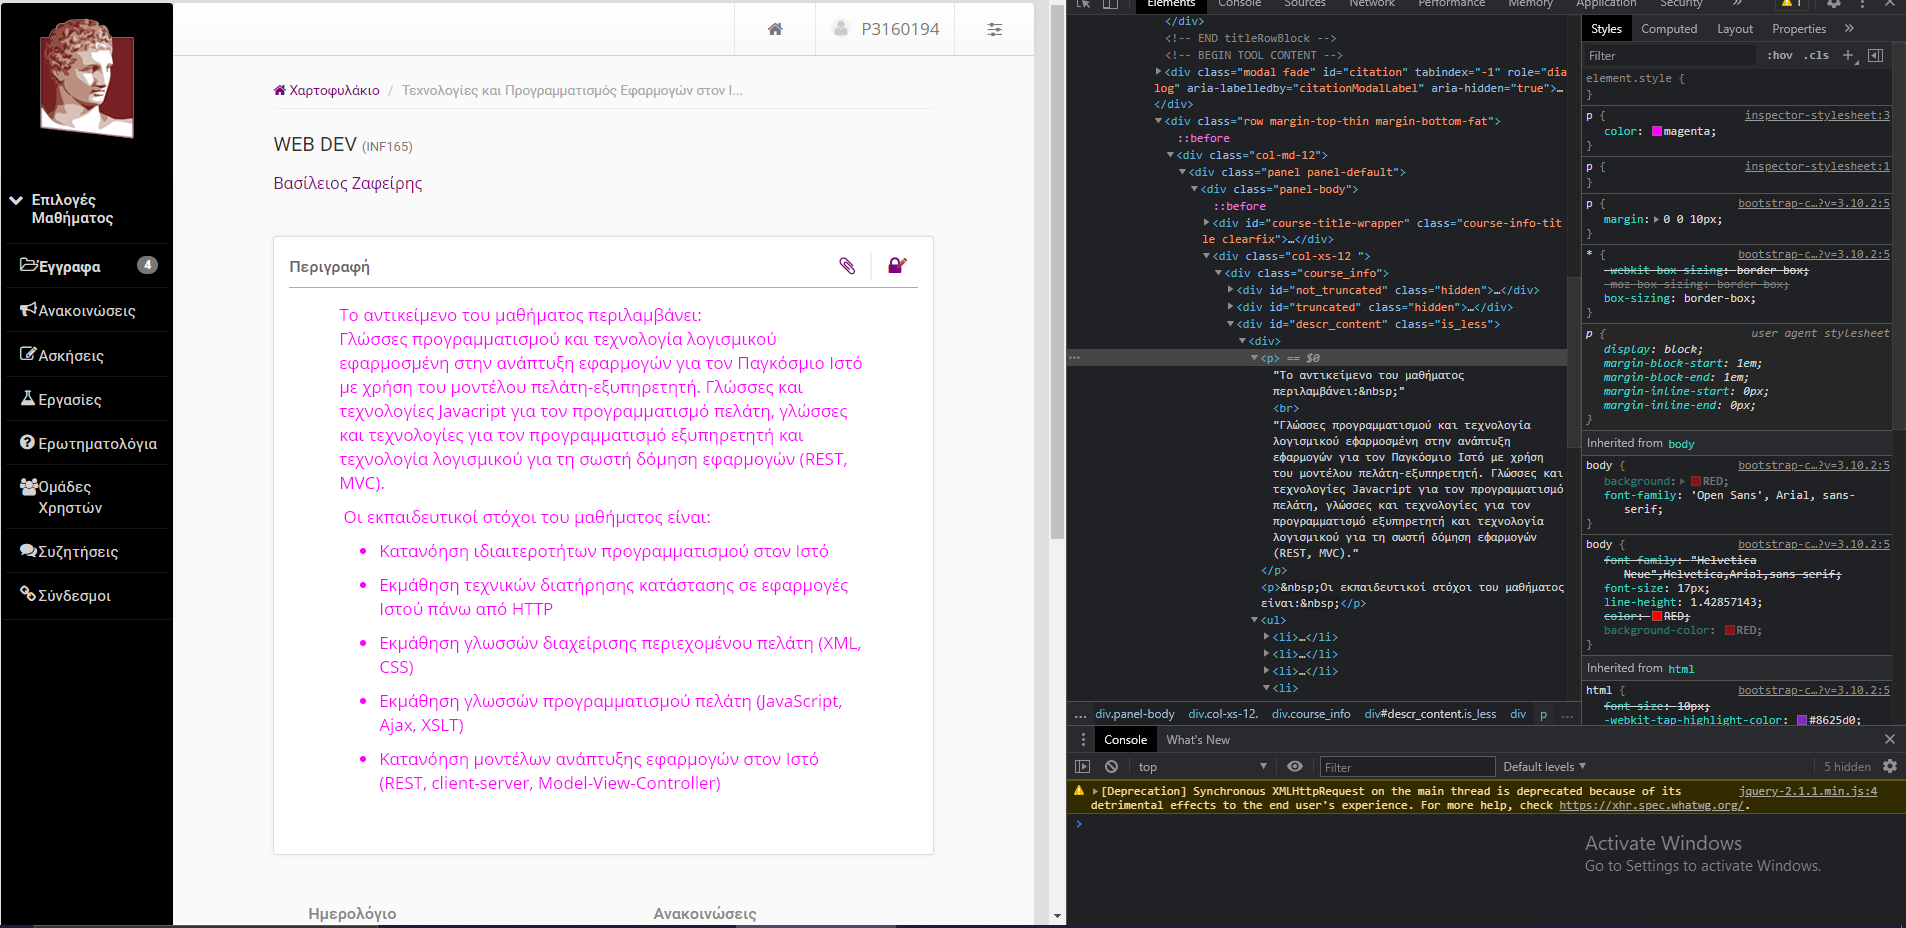 P3160194
Χαρτοφυλάκιο / Τεχνολογίες και Προγραμματισμός Εφαρμογών στον Ι...
WEB DEV (INF165)
Βασίλειος Ζαφείρης
Επιλογές
Μαθήματος
Έγγραφα 4
Ανακοινώσεις
Ασκήσεις
Εργασίες
Ερωτηματολόγια
Ομάδες
Χρηστών
Συζητήσεις
Σύνδεσμοι
Περιγραφή
Το αντικείμενο του μαθήματος περιλαμβάνει:
Γλώσσες προγραμματισμού και τεχνολογία λογισμικού
εφαρμοσμένη στην ανάπτυξη εφαρμογών για τον Παγκόσμιο Ιστό
με χρήση του μοντέλου πελάτη-εξυπηρετητή. Γλώσσες και
τεχνολογίες Javacript για τον προγραμματισμό πελάτη, γλώσσες
και τεχνολογίες για τον προγραμματισμό εξυπηρετητή και
τεχνολογία λογισμικού για τη σωστή δόμηση εφαρμογών (REST,
MVC).
Οι εκπαιδευτικοί στόχοι του μαθήματος είναι:
• Κατανόηση ιδιαιτεροτήτων προγραμματισμού στον Ιστό
• Εκμάθηση τεχνικών διατήρησης κατάστασης σε εφαρμογές
Ιστού πάνω από HTTP
• Εκμάθηση γλωσσών διαχείρισης περιεχομένου πελάτη (XML,
CSS)
• Εκμάθηση γλωσσών προγραμματισμού πελάτη (JavaScript,
Ajax, XSLT)
• Κατανόηση μοντέλων ανάπτυξης εφαρμογών στον Ιστό
(REST, client-server, Model-View-Controller)
Ημερολόγιο Ανακοινώσεις
Elements Console Sources Network Performance Memory Application Security » 1
</div>
<!-- END titleRowBlock -->
<!-- BEGIN TOOL CONTENT -->
<div class="modal fade" id="citation" tabindex="-1" role="dia
log" aria-labelledby="citationModalLabel" aria-hidden="true">…
</div>
<div class="row margin-top-thin margin-bottom-fat">
::before
<div class="col-md-12">
<div class="panel panel-default">
<div class="panel-body">
::before
<div id="course-title-wrapper" class="course-info-tit
le clearfix">…</div>
<div class="col-xs-12 ">
<div class="course_info">
<div id="not_truncated" class="hidden">…</div>
<div id="truncated" class="hidden">…</div>
<div id="descr_content" class="is_less">
<div>
… <p> == $0
"Το αντικείμενο του μαθήματος
περιλαμβάνει:&nbsp;"
<br>
"Γλώσσες προγραμματισμού και τεχνολογία
λογισμικού εφαρμοσμένη στην ανάπτυξη
εφαρμογών για τον Παγκόσμιο Ιστό με χρήση
του μοντέλου πελάτη-εξυπηρετητή. Γλώσσες και
τεχνολογίες Javacript για τον προγραμματισμό
πελάτη, γλώσσες και τεχνολογίες για τον
προγραμματισμό εξυπηρετητή και τεχνολογία
λογισμικού για τη σωστή δόμηση εφαρμογών
(REST, MVC)."
</p>
<p>&nbsp;Οι εκπαιδευτικοί στόχοι του μαθήματος
είναι:&nbsp;</p>
<ul>
<li>…</li>
<li>…</li>
<li>…</li>
<li>
… div.panel-body div.col-xs-12. div.course_info div#descr_content.is_less div p …
Styles Computed Layout Properties »
Filter :hov .cls +
element.style {
}
p { inspector-stylesheet:3
color: magenta;
}
p { inspector-stylesheet:1
}
p { bootstrap-c…?v=3.10.2:5
margin: 0 0 10px;
}
* { bootstrap-c…?v=3.10.2:5
-webkit-box-sizing: border-box;
-moz-box-sizing: border-box;
box-sizing: border-box;
}
p { user agent stylesheet
display: block;
margin-block-start: 1em;
margin-block-end: 1em;
margin-inline-start: 0px;
margin-inline-end: 0px;
}
Inherited from body
body { bootstrap-c…?v=3.10.2:5
background: RED;
font-family: 'Open Sans', Arial, sans-
serif;
}
body { bootstrap-c…?v=3.10.2:5
font-family: "Helvetica
Neue",Helvetica,Arial,sans-serif;
font-size: 17px;
line-height: 1.42857143;
color: RED;
background-color: RED;
}
Inherited from html
html { bootstrap-c…?v=3.10.2:5
font-size: 10px;
-webkit-tap-highlight-color: #8625d0;
Console What's New
top Filter Default levels 5 hidden
[Deprecation] Synchronous XMLHttpRequest on the main thread is deprecated because of its jquery-2.1.1.min.js:4
detrimental effects to the end user's experience. For more help, check https://xhr.spec.whatwg.org/.
Activate Windows
Go to Settings to activate Windows.